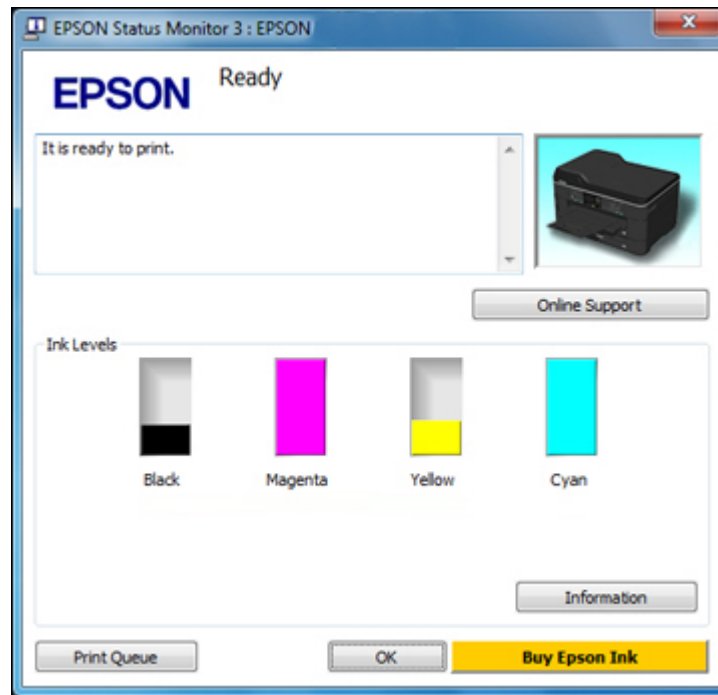 EPSON Status Monitor 3 : EPSON
EPSON
Ready
It is ready to print.
Online Support
Ink Levels
Black
Magenta
Yellow
Cyan
Information
Print Queue
OK
Buy Epson Ink